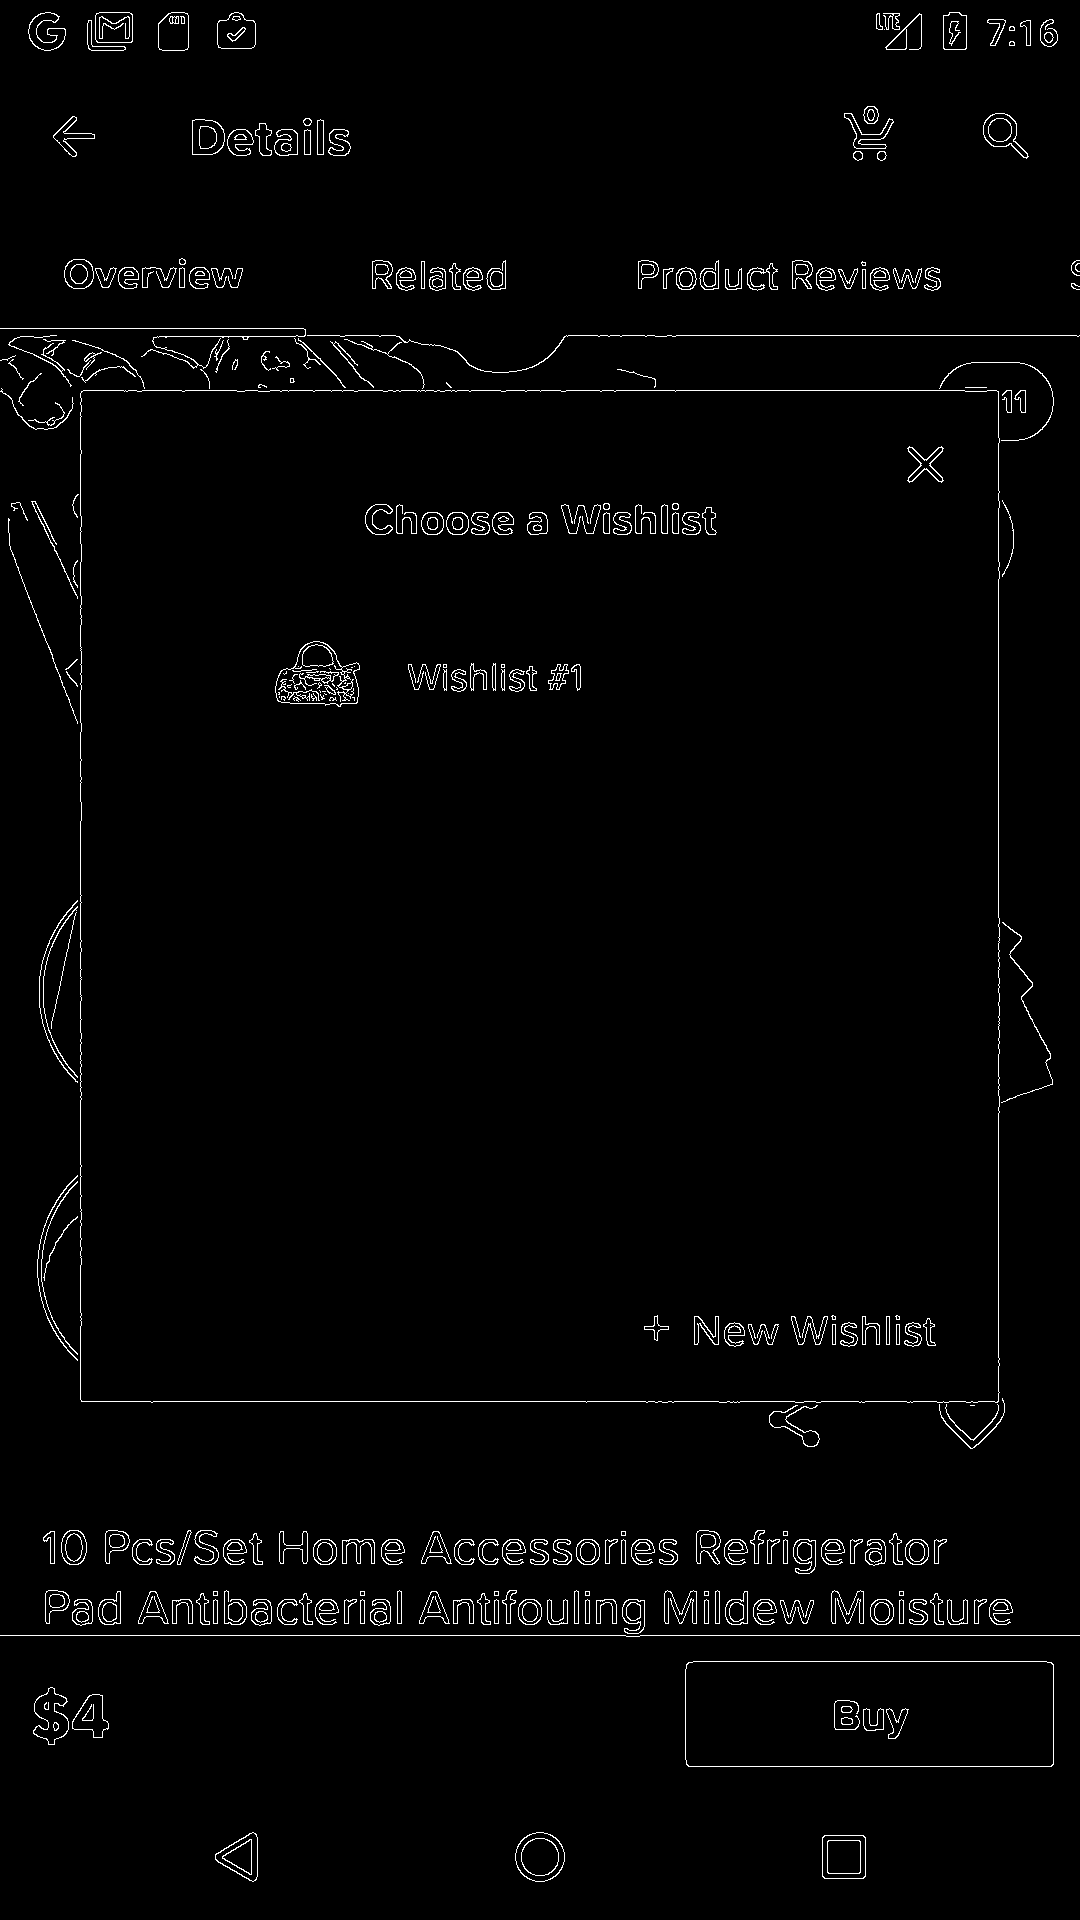 LTE 7:16
Details
0
Overview Related Product Reviews S
11
Choose a Wishlist
Wishlist #1
+ New Wishlist
10 Pcs/Set Home Accessories Refrigerator
Pad Antibacterial Antifouling Mildew Moisture
$4
Buy